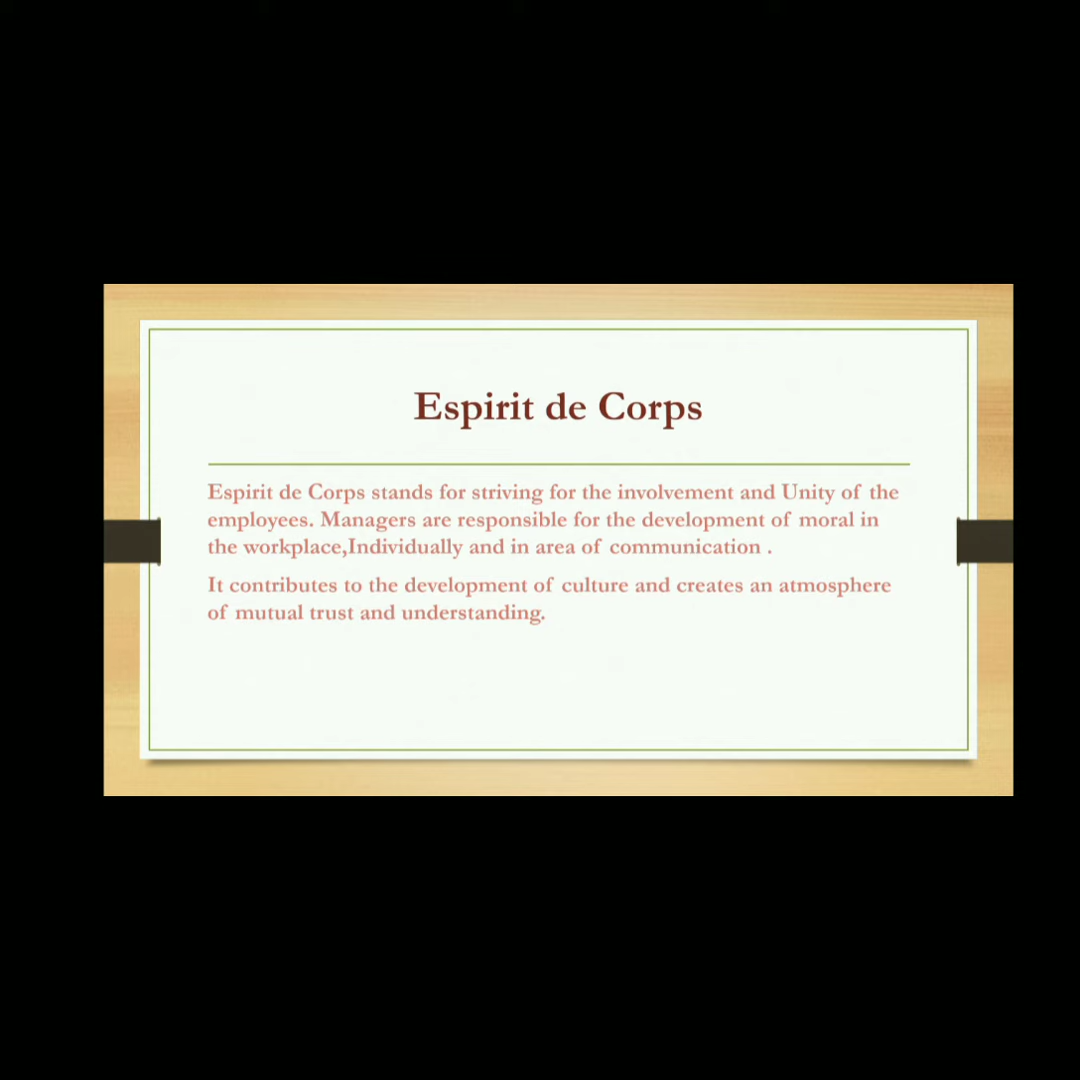 Espirit de Corps
Espirit de Corps stands for striving for the involvement and Unity of the
employees. Managers are responsible for the development of moral in
the workplace,Individually and in area of communication .
It contributes to the development of culture and creates an atmosphere
of mutual trust and understanding.